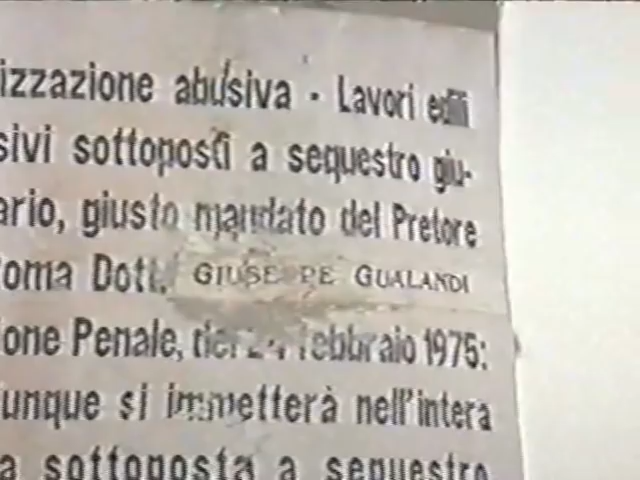 izzazione abusiva - Lavori edili
sivi sottoposti a sequestro giu-
ario, giusto mandato del Pretore
oma Dott. GIUSEPPE GUALANDI
ione Penale, del 24 febbraio 1975:
unque si immetterà nell'intera
a sottoposta a sequestro